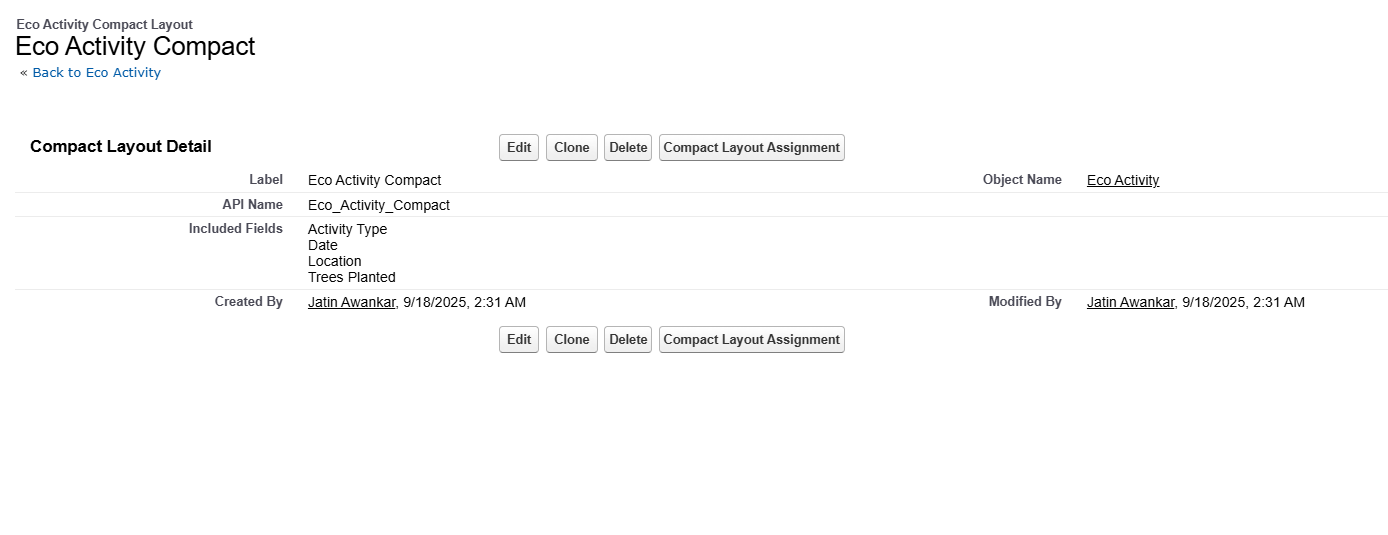 Eco Activity Compact Layout
Eco Activity Compact
« Back to Eco Activity
Compact Layout Detail
Edit Clone Delete Compact Layout Assignment
Label Eco Activity Compact Object Name Eco Activity
API Name Eco_Activity_Compact
Included Fields Activity Type
Date
Location
Trees Planted
Created By Jatin Awankar, 9/18/2025, 2:31 AM Modified By Jatin Awankar, 9/18/2025, 2:31 AM
Edit Clone Delete Compact Layout Assignment